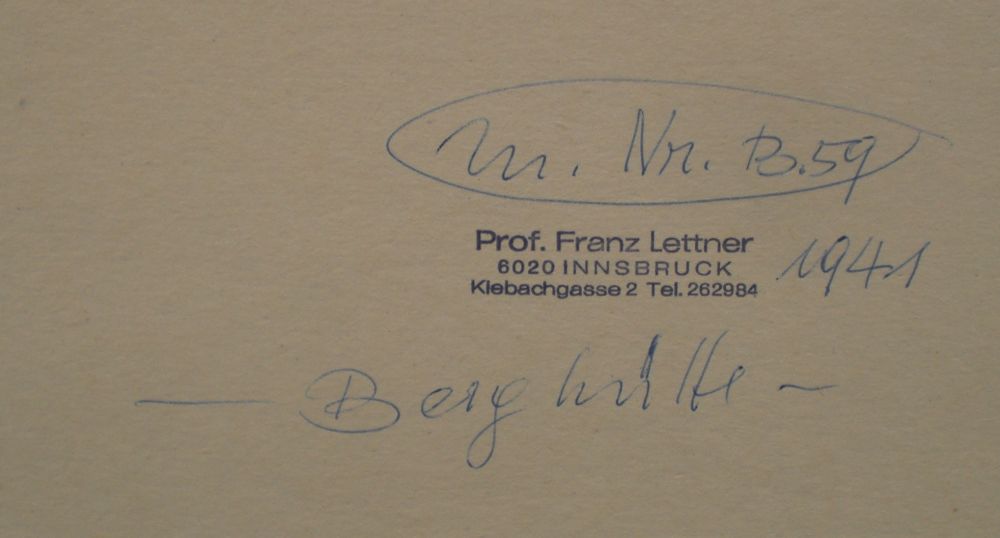 m. Nr. B.59
Prof. Franz Lettner
6020 INNSBRUCK 1941
Kiebachgasse 2 Tel. 262984
— Berghütte —